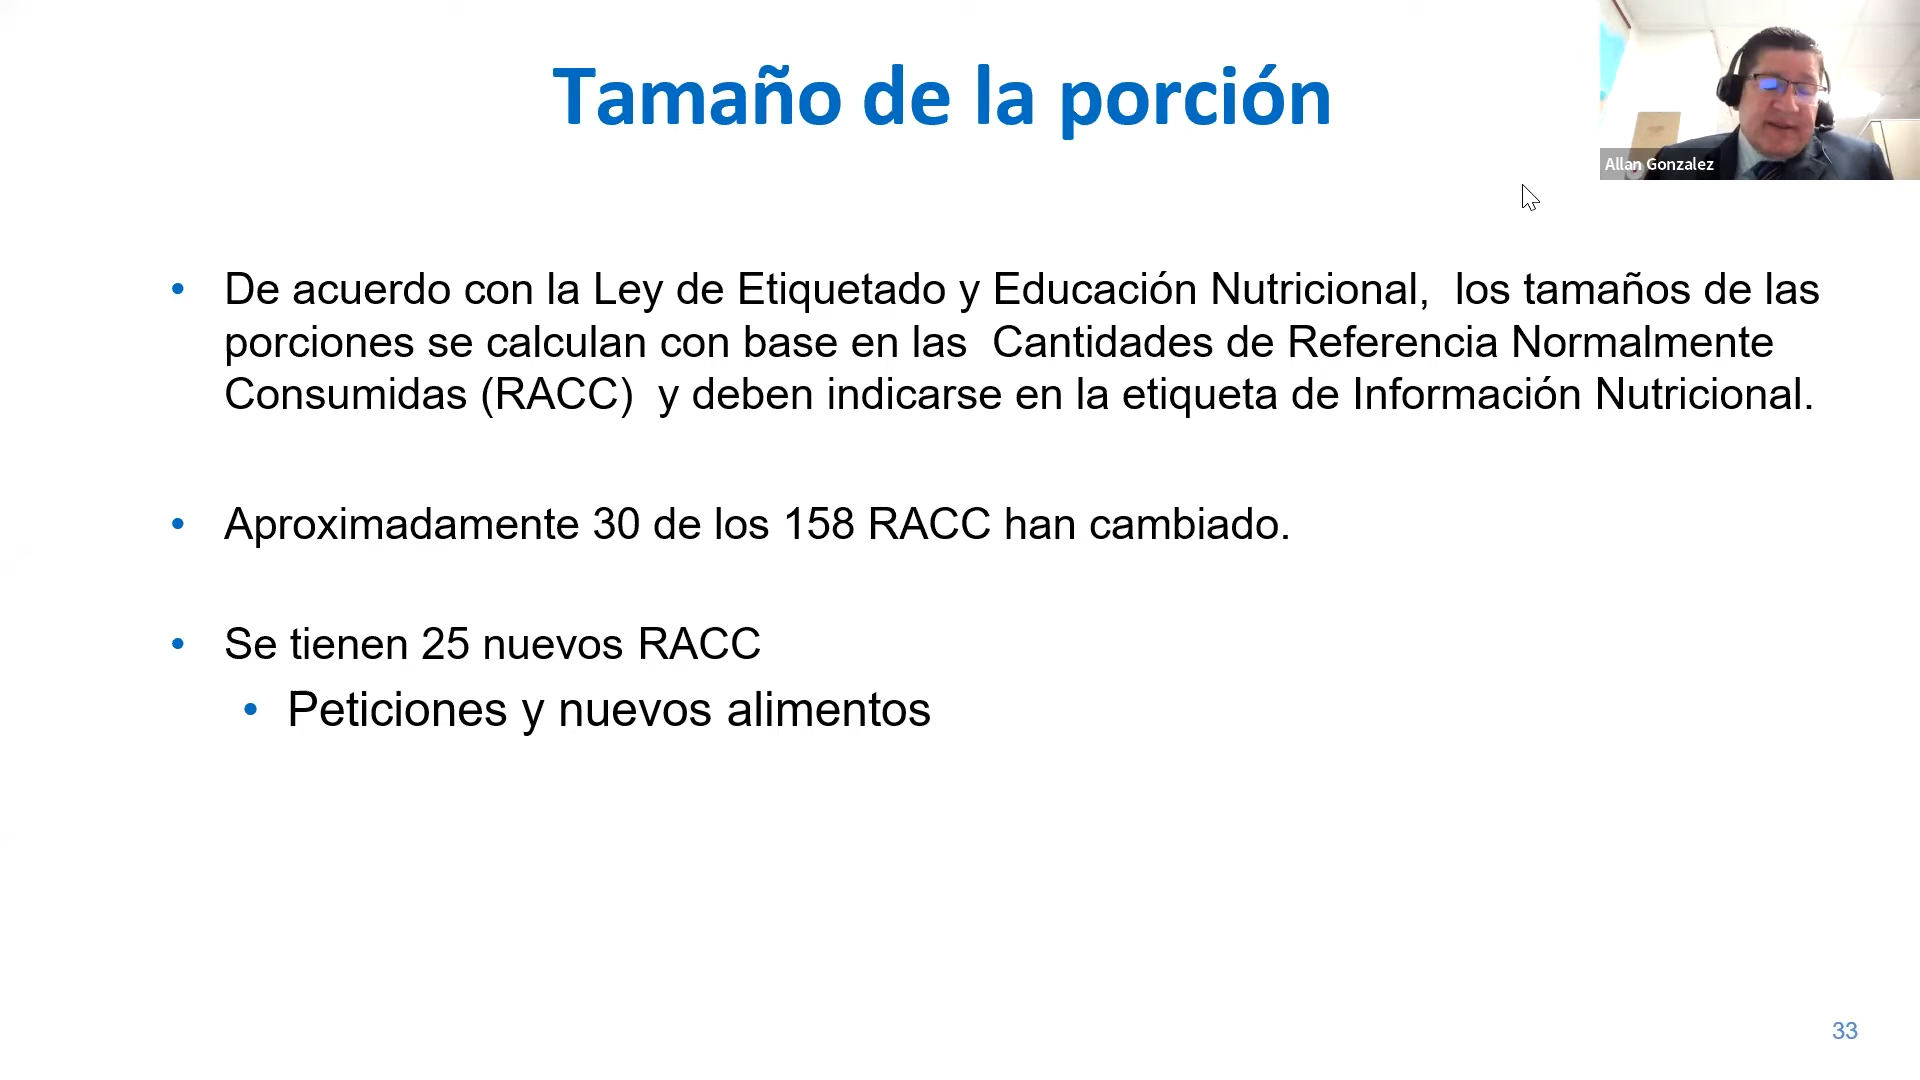 Tamaño de la porción
Allan Gonzalez
• De acuerdo con la Ley de Etiquetado y Educación Nutricional, los tamaños de las
porciones se calculan con base en las Cantidades de Referencia Normalmente
Consumidas (RACC) y deben indicarse en la etiqueta de Información Nutricional.
• Aproximadamente 30 de los 158 RACC han cambiado.
• Se tienen 25 nuevos RACC
• Peticiones y nuevos alimentos
33